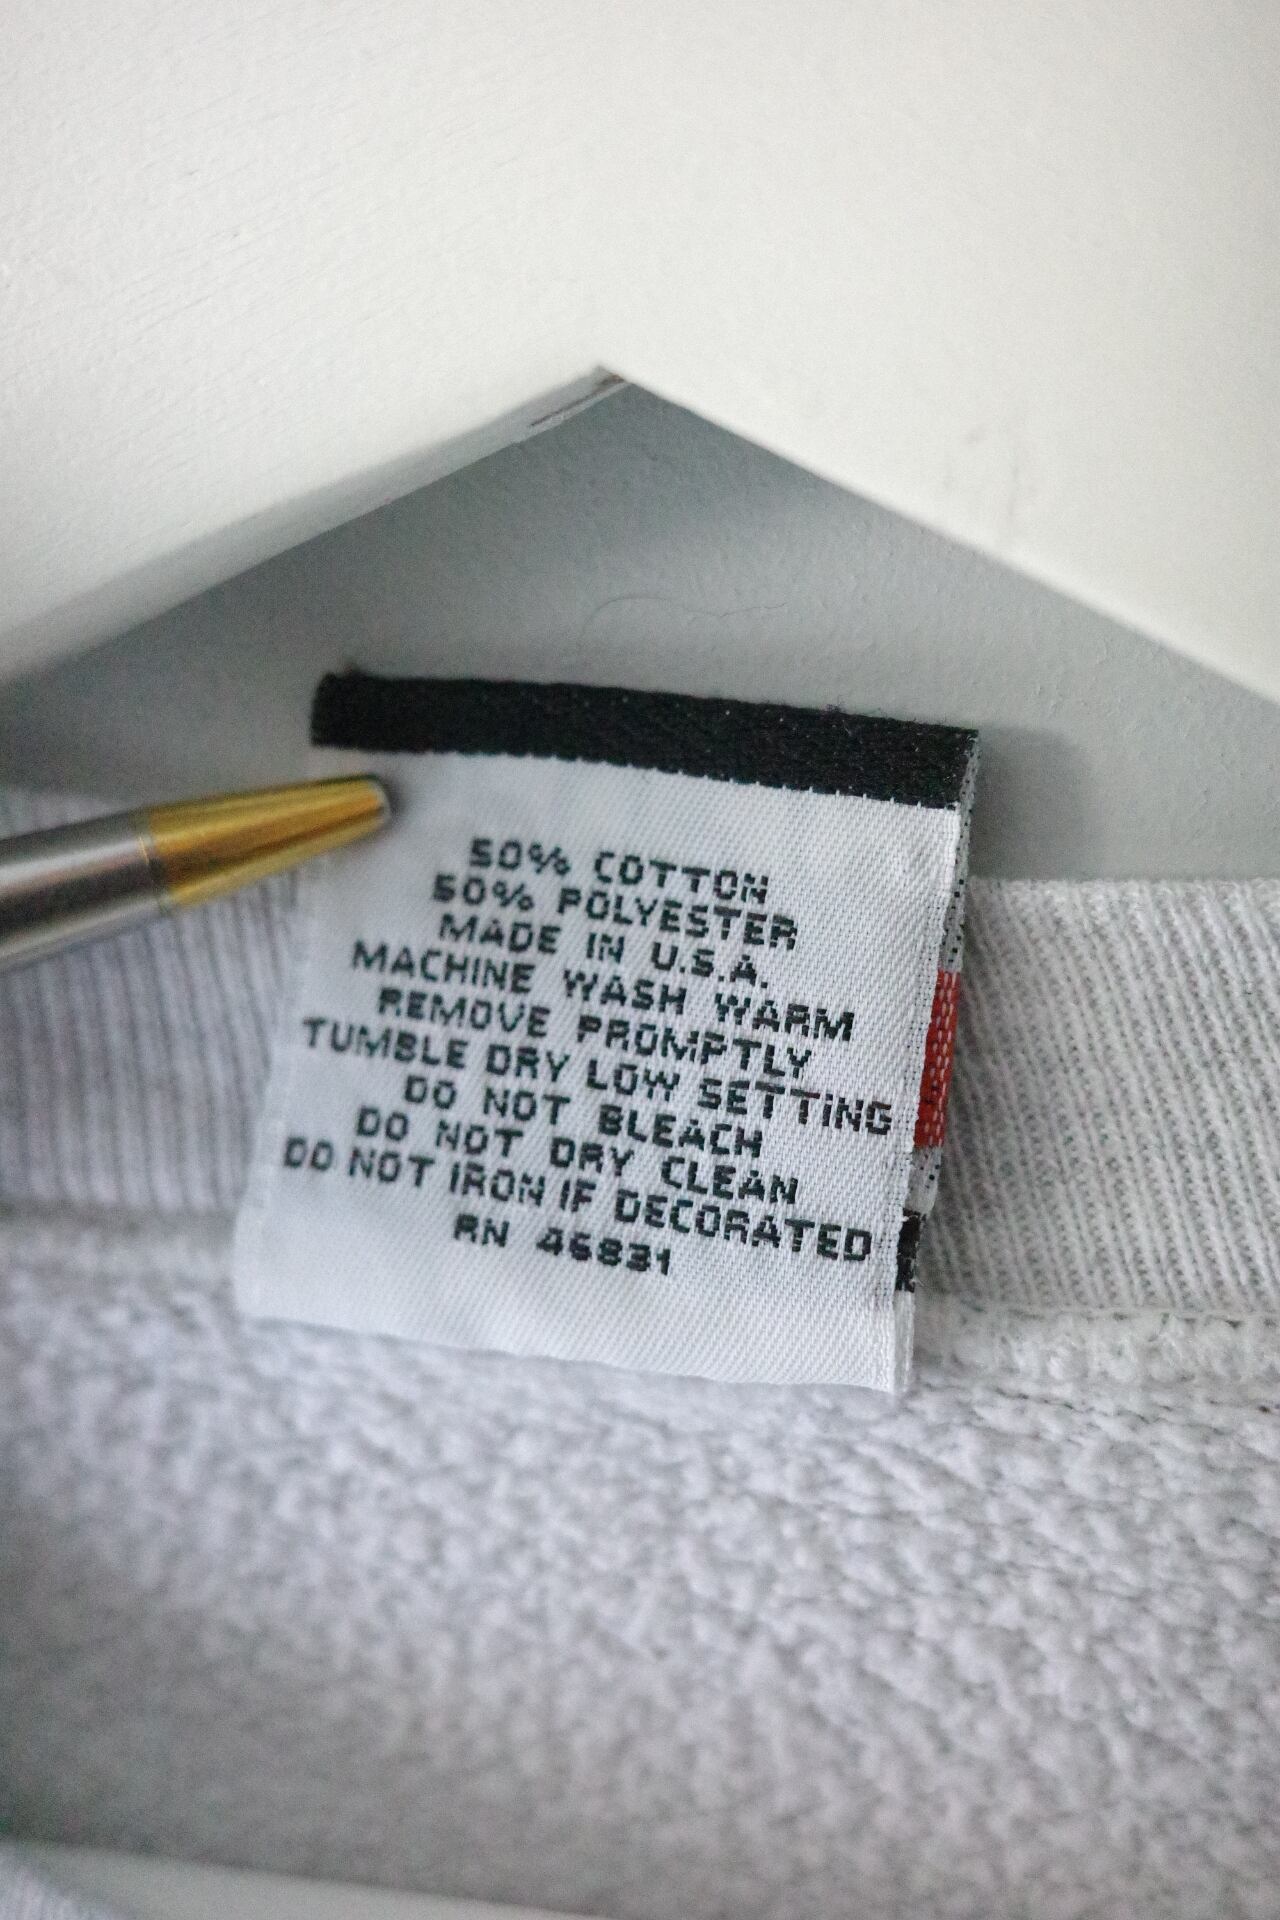 50% COTTON
50% POLYESTER
MADE IN U.S.A.
MACHINE WASH WARM
REMOVE PROMPTLY
TUMBLE DRY LOW SETTING
DO NOT BLEACH
DO NOT DRY CLEAN
DO NOT IRON IF DECORATED
RN 46831